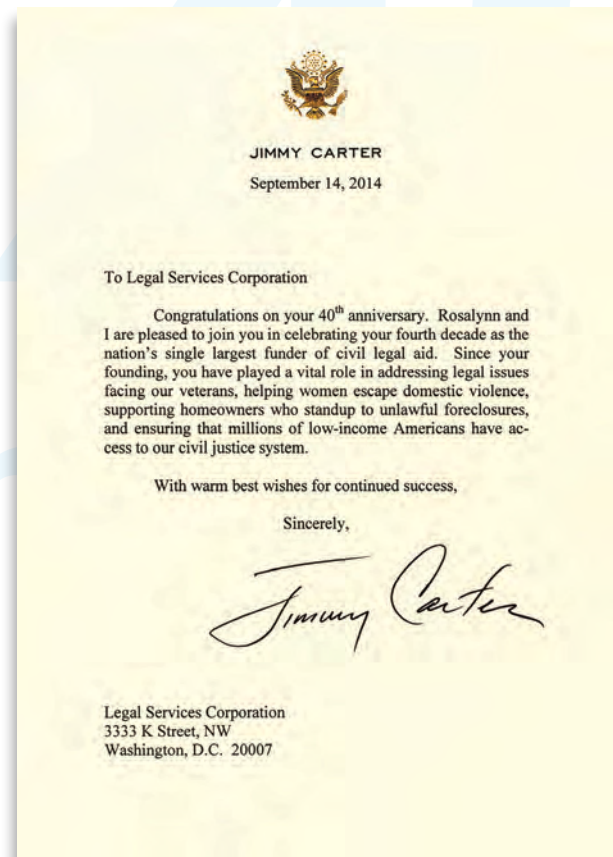 JIMMY CARTER
September 14, 2014
To Legal Services Corporation
Congratulations on your 40th anniversary. Rosalynn and
I are pleased to join you in celebrating your fourth decade as the
nation's single largest funder of civil legal aid. Since your
founding, you have played a vital role in addressing legal issues
facing our veterans, helping women escape domestic violence,
supporting homeowners who standup to unlawful foreclosures,
and ensuring that millions of low-income Americans have ac-
cess to our civil justice system.
With warm best wishes for continued success,
Sincerely,
Jimmy Carter
Legal Services Corporation
3333 K Street, NW
Washington, D.C. 20007